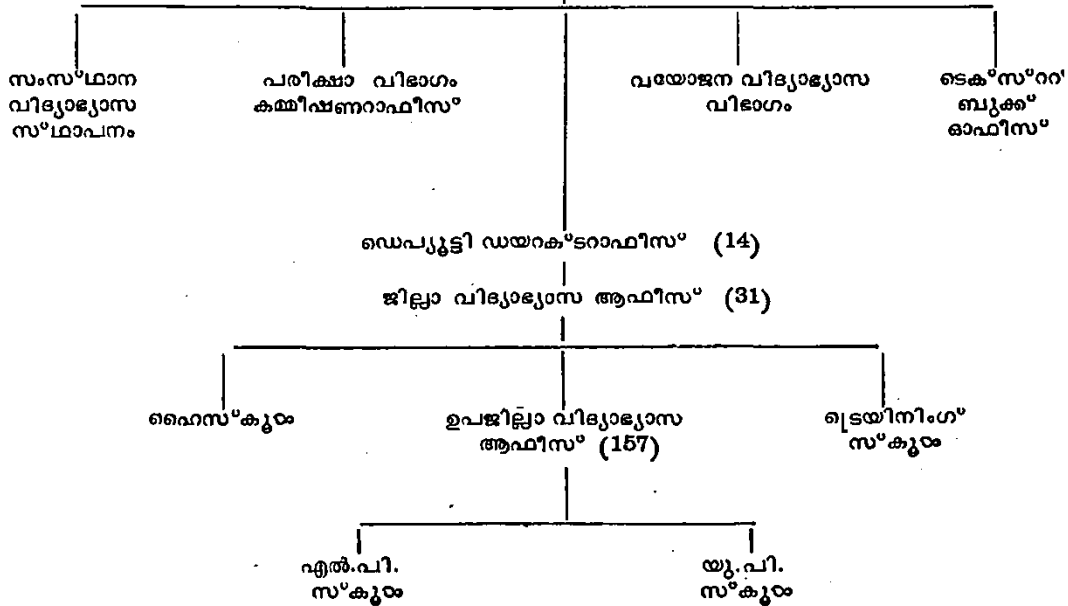 സംസ്ഥാന
വിദ്യാഭ്യാസ
സ്ഥാപനം
പരീക്ഷാ വിഭാഗം
കമ്മീഷണറാഫീസ്
വയോജന വിദ്യാഭ്യാസ
വിഭാഗം
ടെക്സ്ററ്
ബുക്ക്
ഓഫീസ്
ഡെപ്യൂട്ടി ഡയറക്ടറാഫീസ് (14)
ജില്ലാ വിദ്യാഭ്യാസ ആഫീസ് (31)
ഹൈസ്കൂൾ
ഉപജില്ലാ വിദ്യാഭ്യാസ
ആഫീസ് (157)
ട്രെയിനിംഗ്
സ്കൂൾ
എൽ.പി.
സ്കൂൾ
യു.പി.
സ്കൂൾ